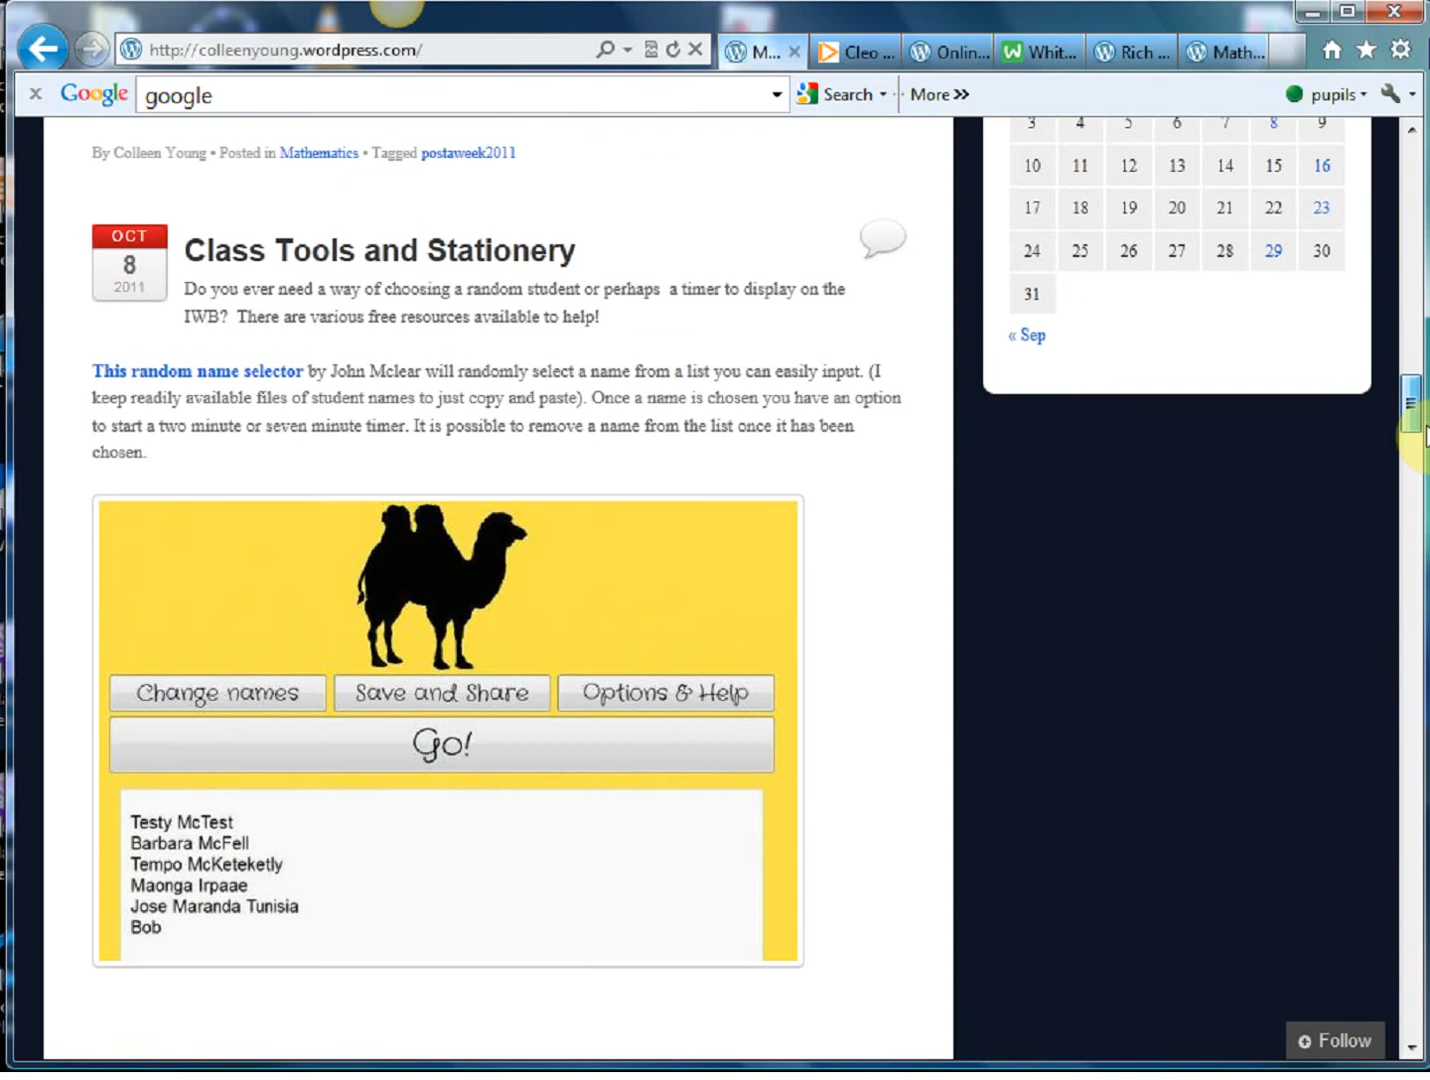 http://colleenyoung.wordpress.com/
M...
Cleo ...
Onlin...
Whit...
Rich ...
Math...
x Google google Search More »
pupils
By Colleen Young • Posted in Mathematics • Tagged postaweek2011
OCT
8
2011
Class Tools and Stationery
Do you ever need a way of choosing a random student or perhaps a timer to display on the
IWB? There are various free resources available to help!
This random name selector by John Mclear will randomly select a name from a list you can easily input. (I
keep readily available files of student names to just copy and paste). Once a name is chosen you have an option
to start a two minute or seven minute timer. It is possible to remove a name from the list once it has been
chosen.
Change names Save and Share Options & Help
Go!
Testy McTest
Barbara McFell
Tempo McKeteketly
Maonga Irpaae
Jose Maranda Tunisia
Bob
3 4 5 6 7 8 9
10 11 12 13 14 15 16
17 18 19 20 21 22 23
24 25 26 27 28 29 30
31
« Sep
Follow